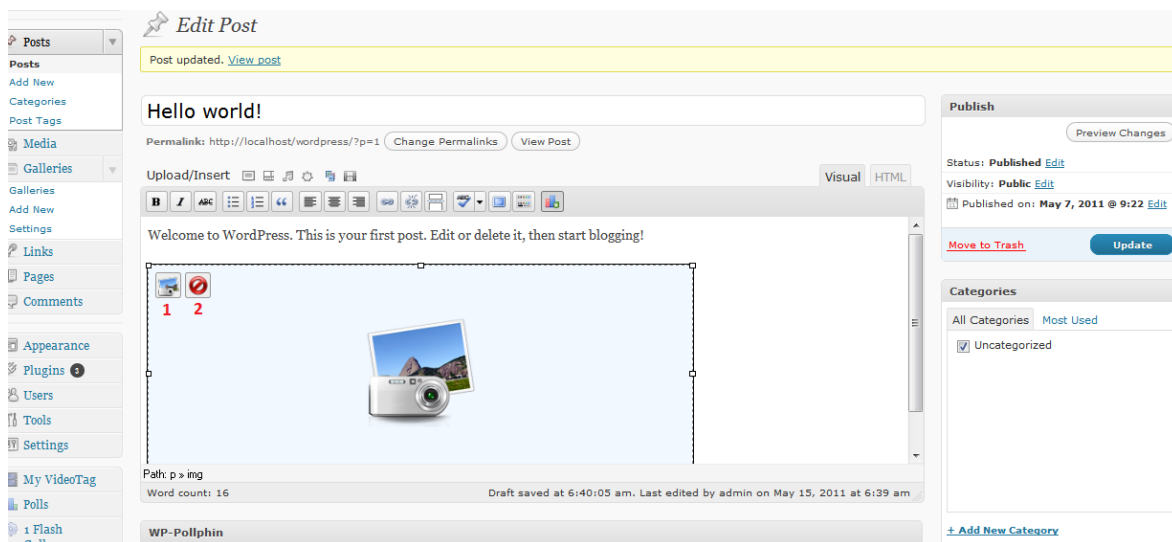 Edit Post
Post updated. View post
Posts
Posts
Add New
Categories
Post Tags
Media
Galleries
Galleries
Add New
Settings
Links
Pages
Comments
Appearance
Plugins 3
Users
Tools
Settings
My VideoTag
Polls
1 Flash
Hello world!
Permalink: http://localhost/wordpress/?p=1 Change Permalinks View Post
Upload/Insert
Visual HTML
B I ABC
Welcome to WordPress. This is your first post. Edit or delete it, then start blogging!
1 2
Path: p » img
Word count: 16 Draft saved at 6:40:05 am. Last edited by admin on May 15, 2011 at 6:39 am
WP-Pollphin
Publish
Preview Changes
Status: Published Edit
Visibility: Public Edit
Published on: May 7, 2011 @ 9:22 Edit
Move to Trash Update
Categories
All Categories Most Used
Uncategorized
+ Add New Category